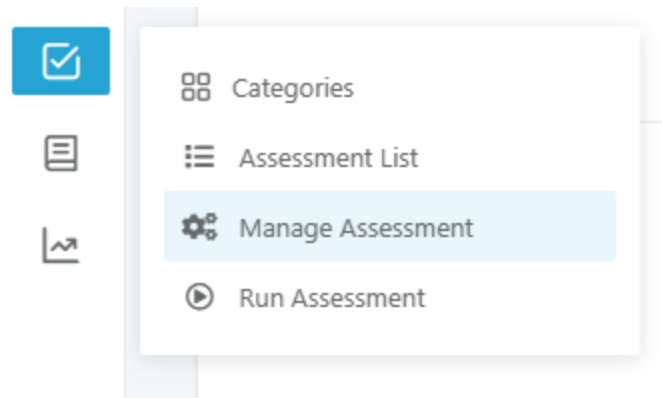 Categories
Assessment List
Manage Assessment
Run Assessment